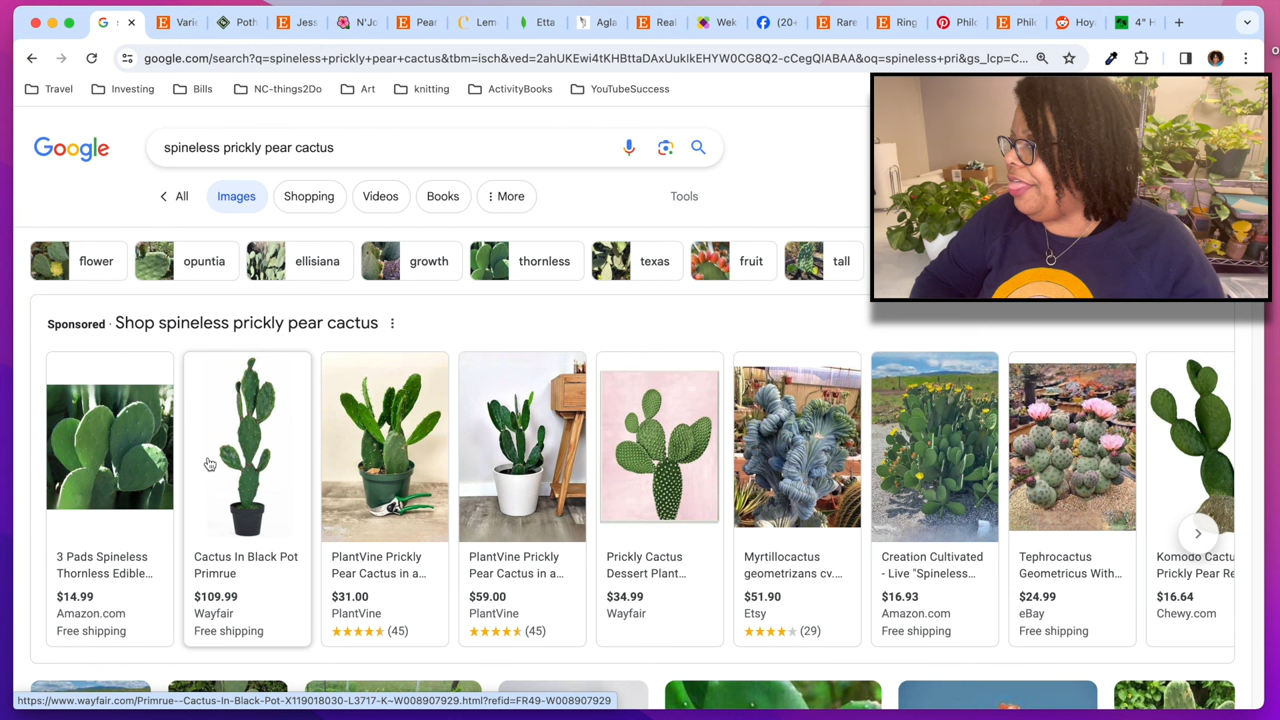 G
Varie
Poth
Jess
N'Jo
Pear
Lem
Etta
Agla
Real
Wek
(20+
Rare
Ring
Philo
Philo
Hoy
4" H
google.com/search?q=spineless+prickly+pear+cactus&tbm=isch&ved=2ahUKEwi4tKHBttaDAxUukIkEHYW0CG8Q2-cCegQIABAA&oq=spineless+pri&gs_lcp=C...
Travel
Investing
Bills
NC-things2Do
Art
knitting
ActivityBooks
YouTubeSuccess
Google
spineless prickly pear cactus
All
Images
Shopping
Videos
Books
More
Tools
flower
opuntia
ellisiana
growth
thornless
texas
fruit
tall
Sponsored · Shop spineless prickly pear cactus
3 Pads Spineless
Thornless Edible...
$14.99
Amazon.com
Free shipping
Cactus In Black Pot
Primrue
$109.99
Wayfair
Free shipping
PlantVine Prickly
Pear Cactus in a...
$31.00
PlantVine
(45)
PlantVine Prickly
Pear Cactus in a...
$59.00
PlantVine
(45)
Prickly Cactus
Dessert Plant...
$34.99
Wayfair
Myrtillocactus
geometrizans cv....
$51.90
Etsy
(29)
Creation Cultivated
- Live "Spineless...
$16.93
Amazon.com
Free shipping
Tephrocactus
Geometricus With...
$24.99
eBay
Free shipping
Komodo Cactu
Prickly Pear Re
$16.64
Chewy.com
https://www.wayfair.com/Primrue--Cactus-In-Black-Pot-X119018030-L3717-K~W008907929.html?refid=FR49-W008907929